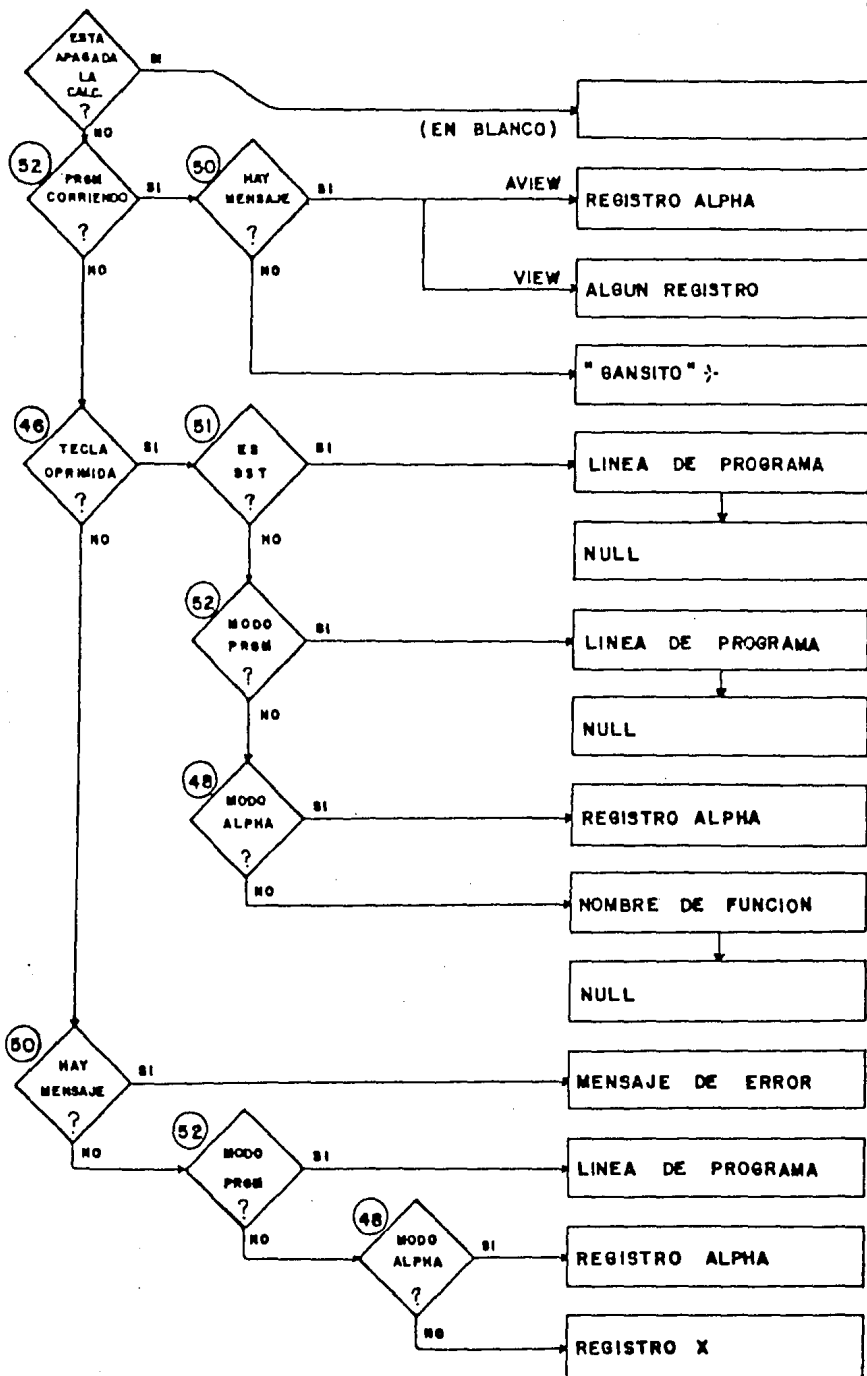 ESTA
APAGADA
LA
CALC.
?
SI
(EN BLANCO)
NO
52
PRGM
CORRIENDO
?
SI
50
HAY
MENSAJE
?
SI
AVIEW
REGISTRO ALPHA
VIEW
ALGUN REGISTRO
NO
NO
"GANSITO"
46
TECLA
OPRIMIDA
?
SI
51
ES
SST
?
SI
LINEA DE PROGRAMA
NULL
NO
NO
52
MODO
PRGM
?
SI
LINEA DE PROGRAMA
NULL
NO
48
MODO
ALPHA
?
SI
REGISTRO ALPHA
NO
NOMBRE DE FUNCION
NULL
50
HAY
MENSAJE
?
SI
MENSAJE DE ERROR
NO
52
MODO
PRGM
?
SI
LINEA DE PROGRAMA
NO
48
MODO
ALPHA
?
SI
REGISTRO ALPHA
NO
REGISTRO X